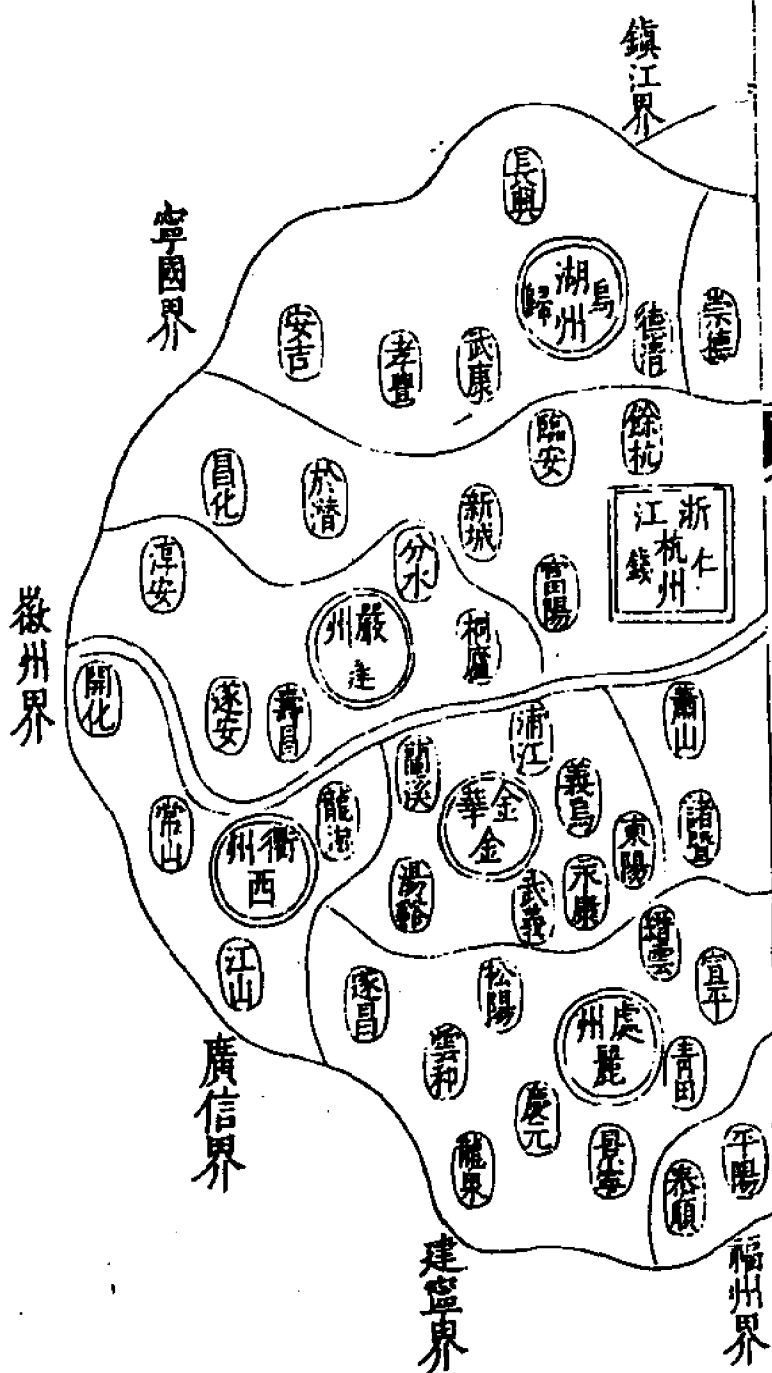 鎮江界
長興
寧國界
湖州
烏
歸
崇德
德清
安吉
孝豐
武康
臨安
餘杭
昌化
於潛
新城
浙江
杭州
仁
錢
淳安
分水
富陽
嚴州
建
桐廬
徽州界
開化
遂安
壽昌
蕭山
浦江
蘭溪
義烏
金華
金
龍游
常山
衢州
西
東陽
諸暨
湯谿
武義
永康
縉雲
宣平
江山
遂昌
松陽
處州
麗
雲和
青田
廣信界
慶元
景寧
龍泉
平陽
泰順
建寧界
福州界